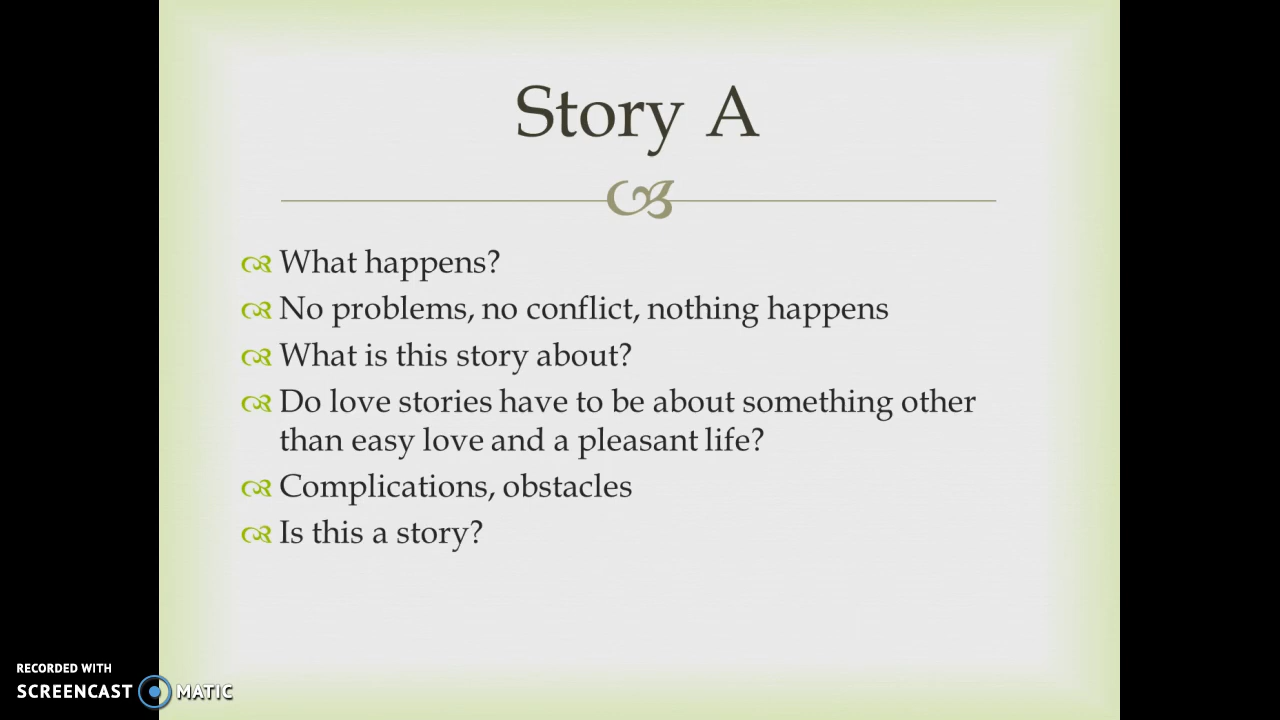 Story A
What happens?
No problems, no conflict, nothing happens
What is this story about?
Do love stories have to be about something other
than easy love and a pleasant life?
Complications, obstacles
Is this a story?
RECORDED WITH
SCREENCAST MATIC